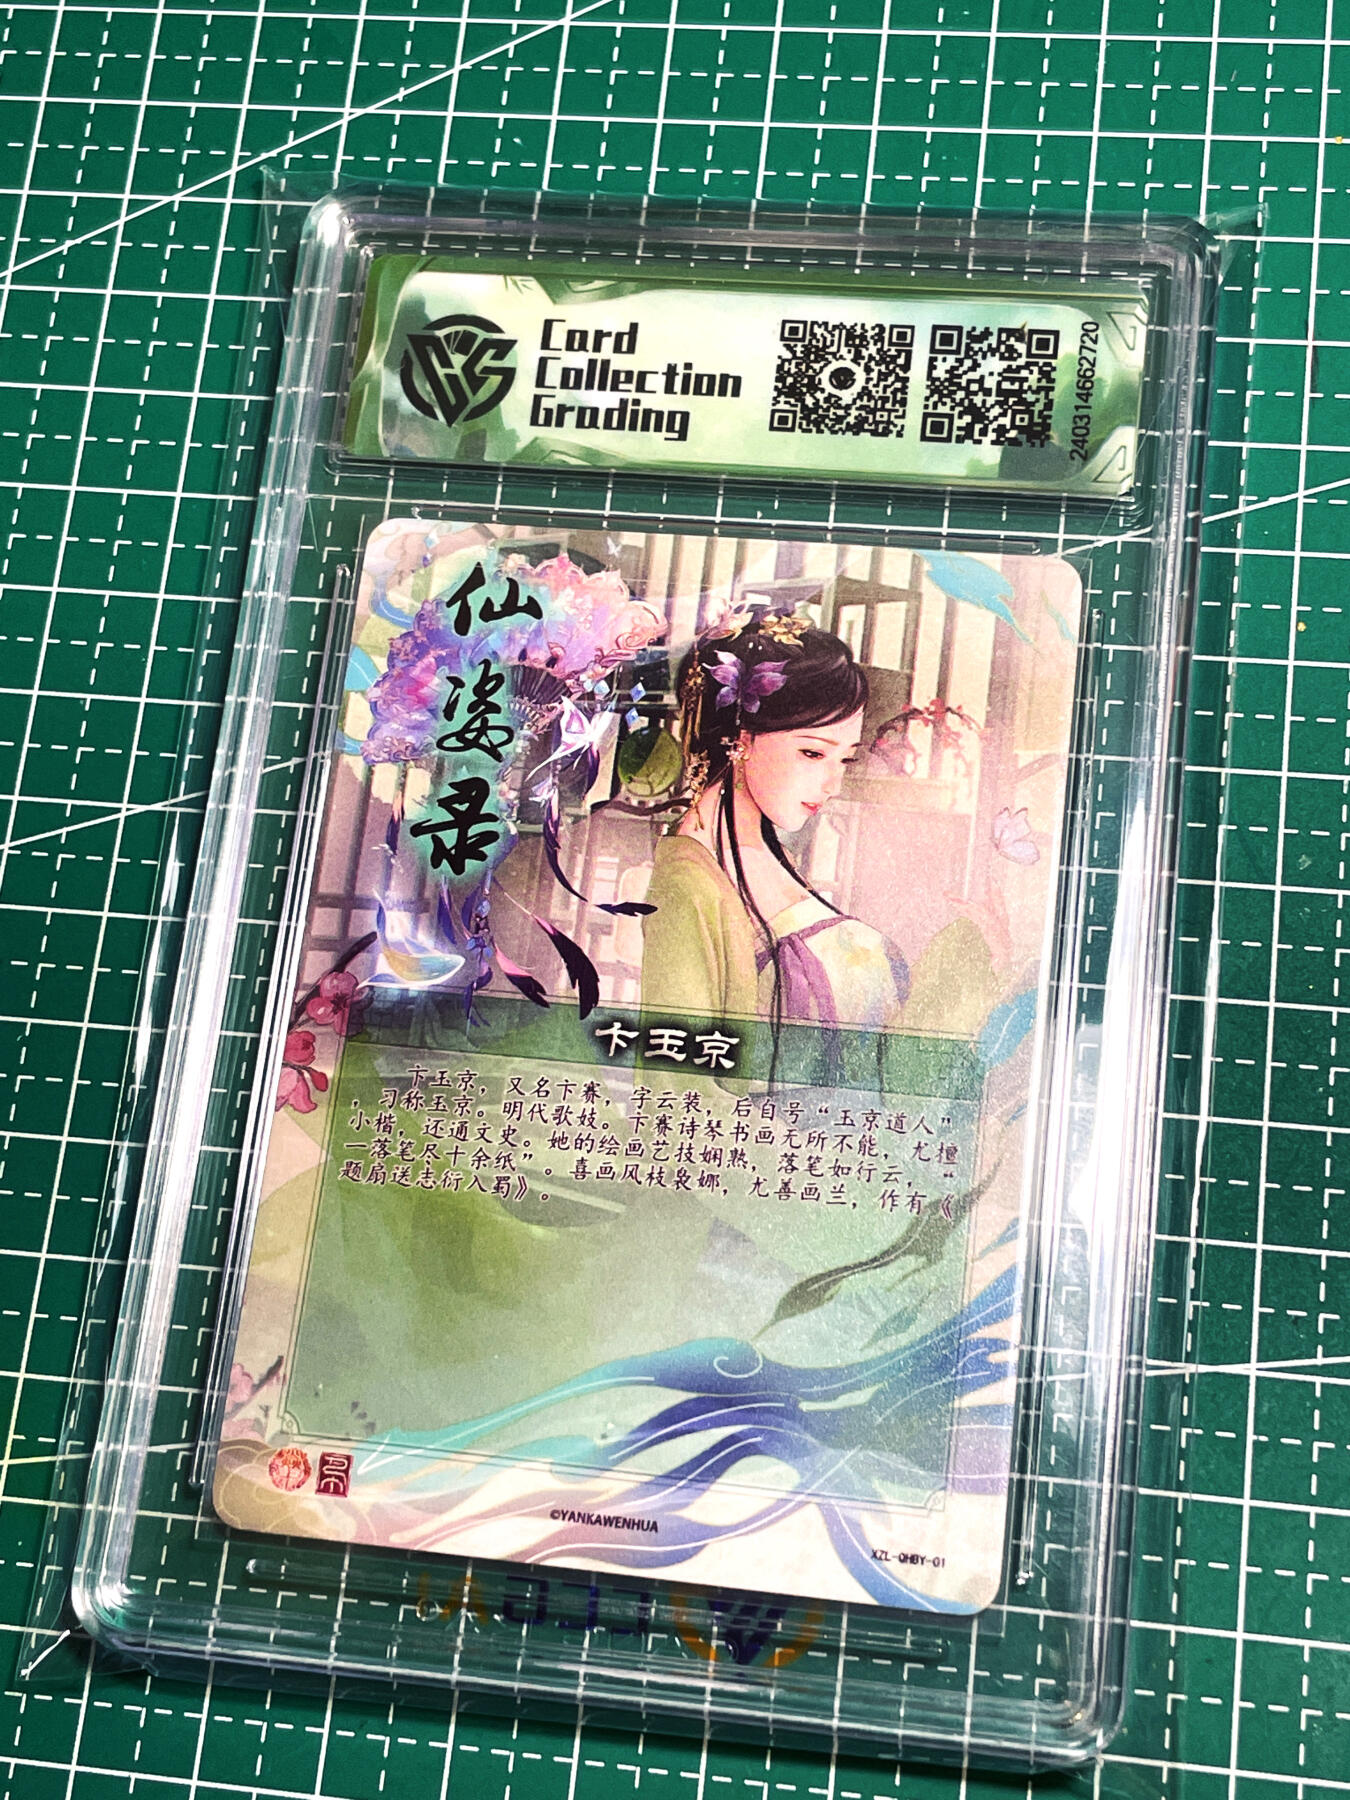 Card
Collection
Grading
240314662720
仙姿录
卞玉京
卞玉京，又名卞赛，字云装，后自号“玉京道人”
，习称玉京。明代歌妓。卞赛诗琴书画无所不能，尤擅
小楷，还通文史。她的绘画艺技娴熟，落笔如行云，“
一落笔尽十余纸”。喜画风枝袅娜，尤善画兰，作有《
题扇送志衍入蜀》。
©YANKAWENHUA
XZL-QHBY-01
CCG